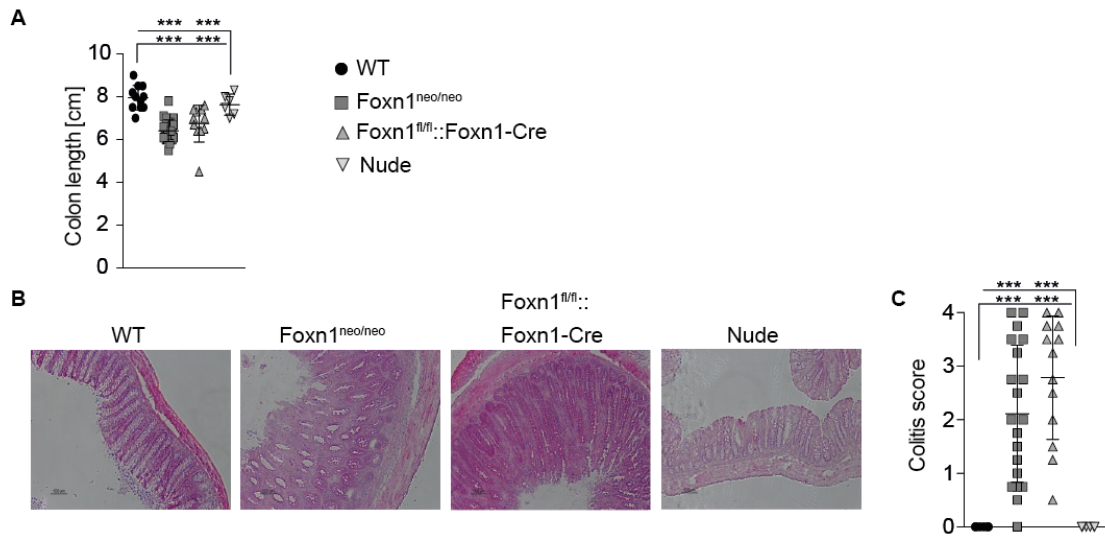 A
*** ***
*** ***
10
8
6
4
2
0
Colon length [cm]
WT
Foxn1neo/neo
Foxn1fl/fl::Foxn1-Cre
Nude
B
WT
Foxn1neo/neo
Foxn1fl/fl::
Foxn1-Cre
Nude
C
*** ***
*** ***
4
3
2
1
0
Colitis score